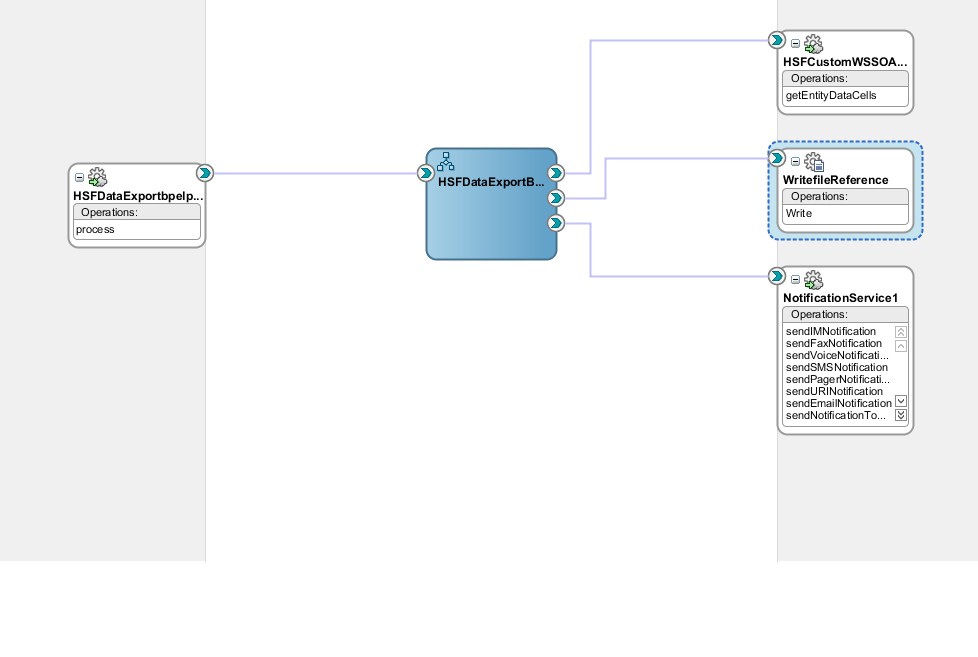 HSFDataExportbpelp...
Operations:
process
HSFDataExportB...
HSFCustomWSSOA...
Operations:
getEntityDataCells
WritefileReference
Operations:
Write
NotificationService1
Operations:
sendIMNotification
sendFaxNotification
sendVoiceNotificati...
sendSMSNotification
sendPagerNotificati...
sendURINotification
sendEmailNotification
sendNotificationTo...